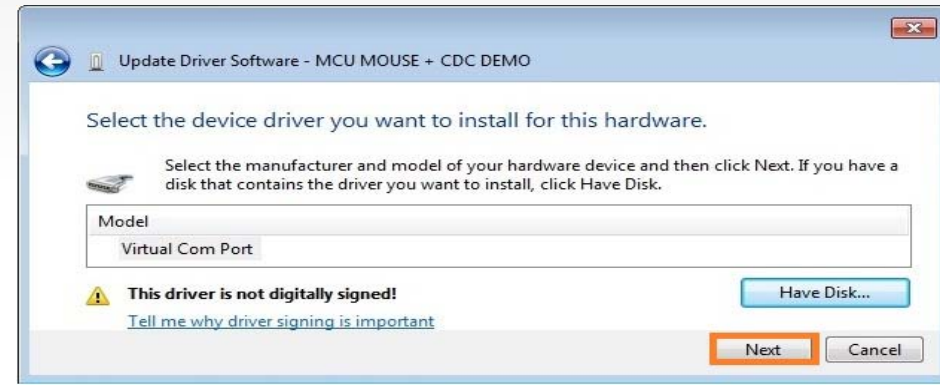 Update Driver Software - MCU MOUSE + CDC DEMO
Select the device driver you want to install for this hardware.
Select the manufacturer and model of your hardware device and then click Next. If you have a
disk that contains the driver you want to install, click Have Disk.
Model
Virtual Com Port
This driver is not digitally signed!
Have Disk...
Tell me why driver signing is important
Next
Cancel